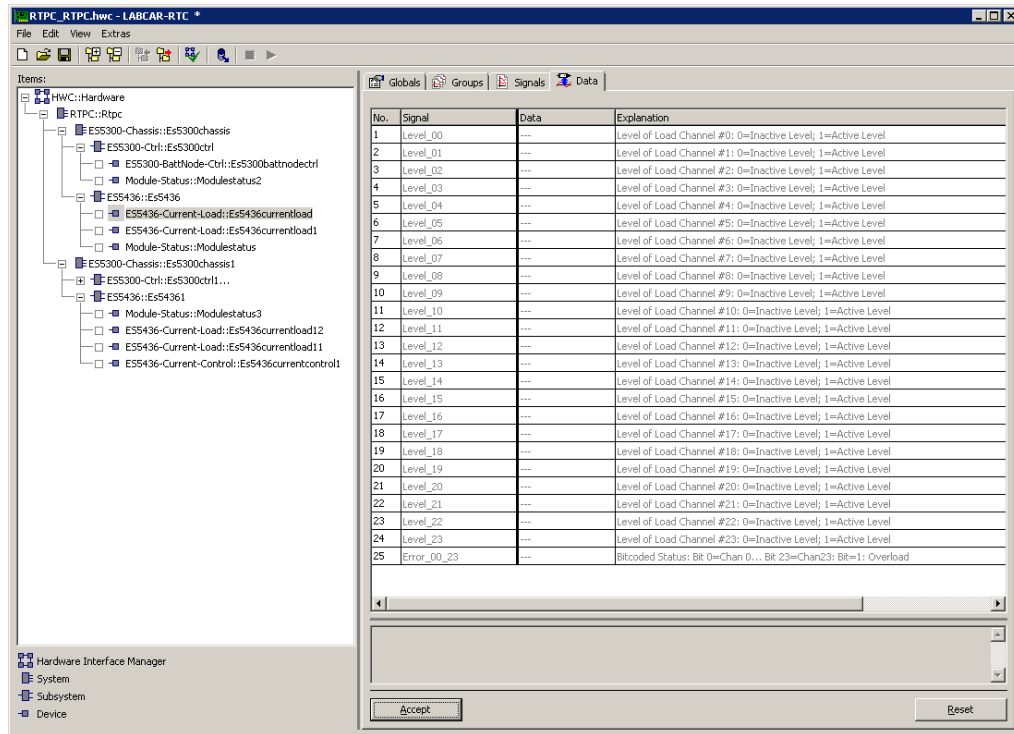 RTPC_RTPC.hwc - LABCAR-RTC *
File Edit View Extras
Items:
HWC::Hardware
RTPC::Rtpc
ES5300-Chassis::Es5300chassis
ES5300-Ctrl::Es5300ctrl
ES5300-BattNode-Ctrl::Es5300battnodectrl
Module-Status::Modulestatus2
ES5436::Es5436
ES5436-Current-Load::Es5436currentload
ES5436-Current-Load::Es5436currentload1
Module-Status::Modulestatus
ES5300-Chassis::Es5300chassis1
ES5300-Ctrl::Es5300ctrl1...
ES5436::Es54361
Module-Status::Modulestatus3
ES5436-Current-Load::Es5436currentload12
ES5436-Current-Load::Es5436currentload11
ES5436-Current-Control::Es5436currentcontrol1
Hardware Interface Manager
System
Subsystem
Device
Globals Groups Signals Data
No. Signal Data Explanation
1 Level_00 --- Level of Load Channel #0: 0=Inactive Level; 1=Active Level
2 Level_01 --- Level of Load Channel #1: 0=Inactive Level; 1=Active Level
3 Level_02 --- Level of Load Channel #2: 0=Inactive Level; 1=Active Level
4 Level_03 --- Level of Load Channel #3: 0=Inactive Level; 1=Active Level
5 Level_04 --- Level of Load Channel #4: 0=Inactive Level; 1=Active Level
6 Level_05 --- Level of Load Channel #5: 0=Inactive Level; 1=Active Level
7 Level_06 --- Level of Load Channel #6: 0=Inactive Level; 1=Active Level
8 Level_07 --- Level of Load Channel #7: 0=Inactive Level; 1=Active Level
9 Level_08 --- Level of Load Channel #8: 0=Inactive Level; 1=Active Level
10 Level_09 --- Level of Load Channel #9: 0=Inactive Level; 1=Active Level
11 Level_10 --- Level of Load Channel #10: 0=Inactive Level; 1=Active Level
12 Level_11 --- Level of Load Channel #11: 0=Inactive Level; 1=Active Level
13 Level_12 --- Level of Load Channel #12: 0=Inactive Level; 1=Active Level
14 Level_13 --- Level of Load Channel #13: 0=Inactive Level; 1=Active Level
15 Level_14 --- Level of Load Channel #14: 0=Inactive Level; 1=Active Level
16 Level_15 --- Level of Load Channel #15: 0=Inactive Level; 1=Active Level
17 Level_16 --- Level of Load Channel #16: 0=Inactive Level; 1=Active Level
18 Level_17 --- Level of Load Channel #17: 0=Inactive Level; 1=Active Level
19 Level_18 --- Level of Load Channel #18: 0=Inactive Level; 1=Active Level
20 Level_19 --- Level of Load Channel #19: 0=Inactive Level; 1=Active Level
21 Level_20 --- Level of Load Channel #20: 0=Inactive Level; 1=Active Level
22 Level_21 --- Level of Load Channel #21: 0=Inactive Level; 1=Active Level
23 Level_22 --- Level of Load Channel #22: 0=Inactive Level; 1=Active Level
24 Level_23 --- Level of Load Channel #23: 0=Inactive Level; 1=Active Level
25 Error_00_23 --- Bitcoded Status: Bit 0=Chan 0... Bit 23=Chan23: Bit=1: Overload
Accept Reset